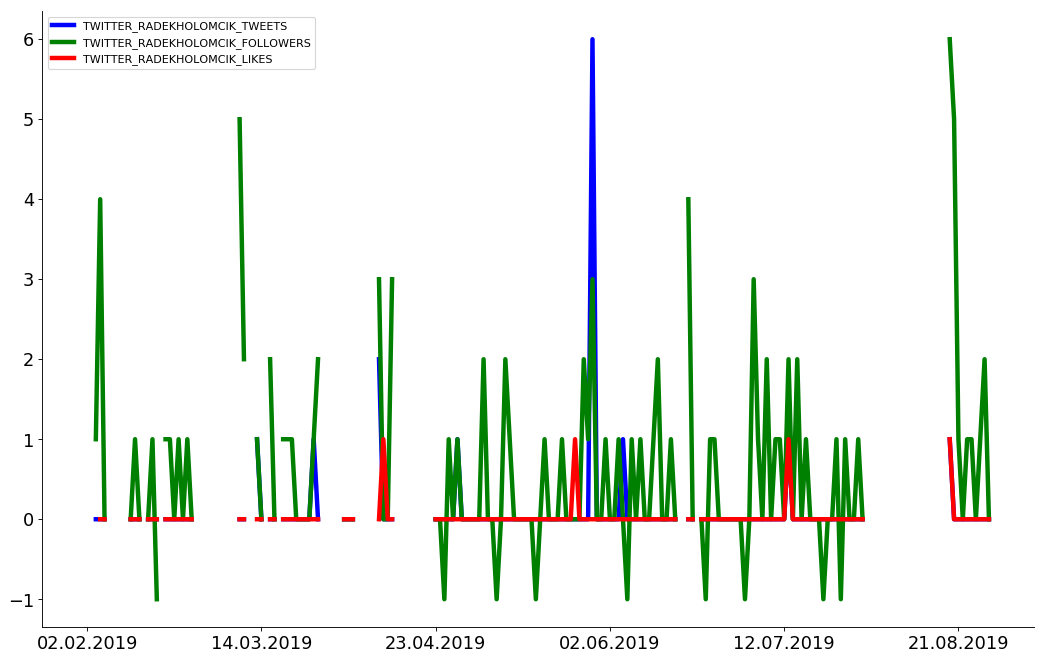 TWITTER_RADEKHOLOMCIK_TWEETS
TWITTER_RADEKHOLOMCIK_FOLLOWERS
TWITTER_RADEKHOLOMCIK_LIKES
6
5
4
3
2
1
0
−1
02.02.2019 14.03.2019 23.04.2019 02.06.2019 12.07.2019 21.08.2019